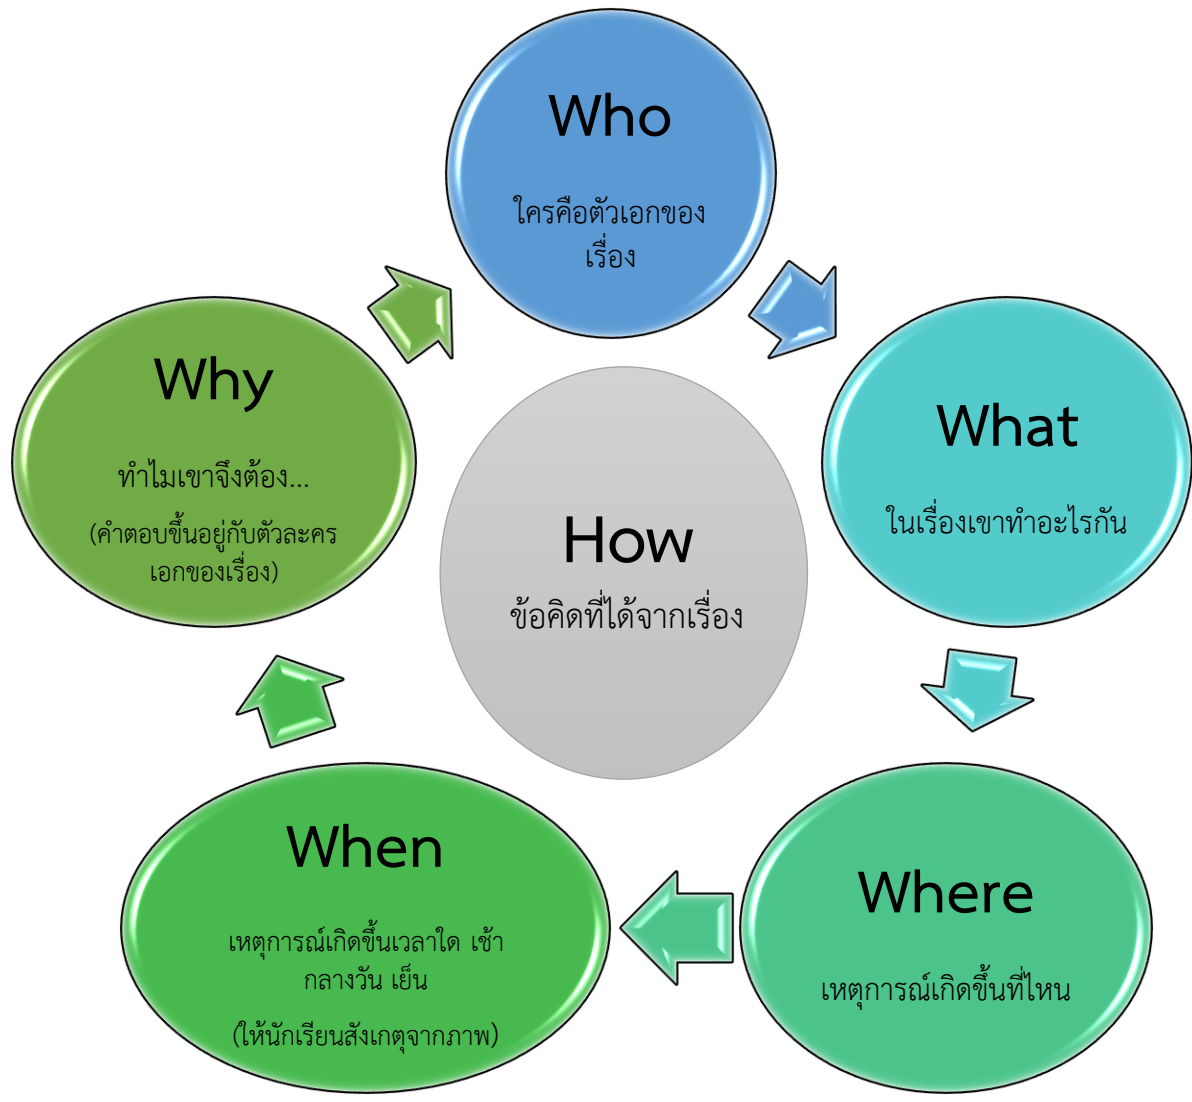 Who
ใครคือตัวเอกของ
เรื่อง
What
ในเรื่องเขาทำอะไรกัน
Where
เหตุการณ์เกิดขึ้นที่ไหน
When
เหตุการณ์เกิดขึ้นเวลาใด เช้า
กลางวัน เย็น
(ให้นักเรียนสังเกตุจากภาพ)
Why
ทำไมเขาจึงต้อง...
(คำตอบขึ้นอยู่กับตัวละคร
เอกของเรื่อง)
How
ข้อคิดที่ได้จากเรื่อง